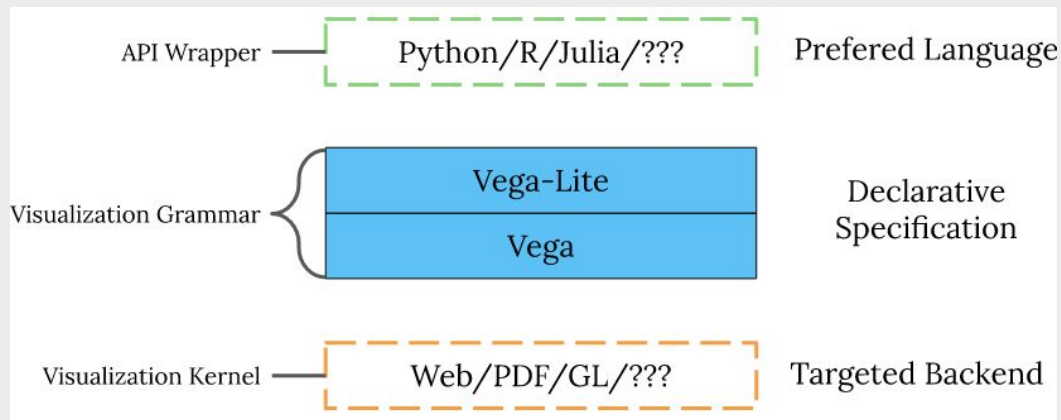 API Wrapper
Python/R/Julia/???
Prefered Language
Visualization Grammar
Vega-Lite
Vega
Declarative
Specification
Visualization Kernel
Web/PDF/GL/???
Targeted Backend